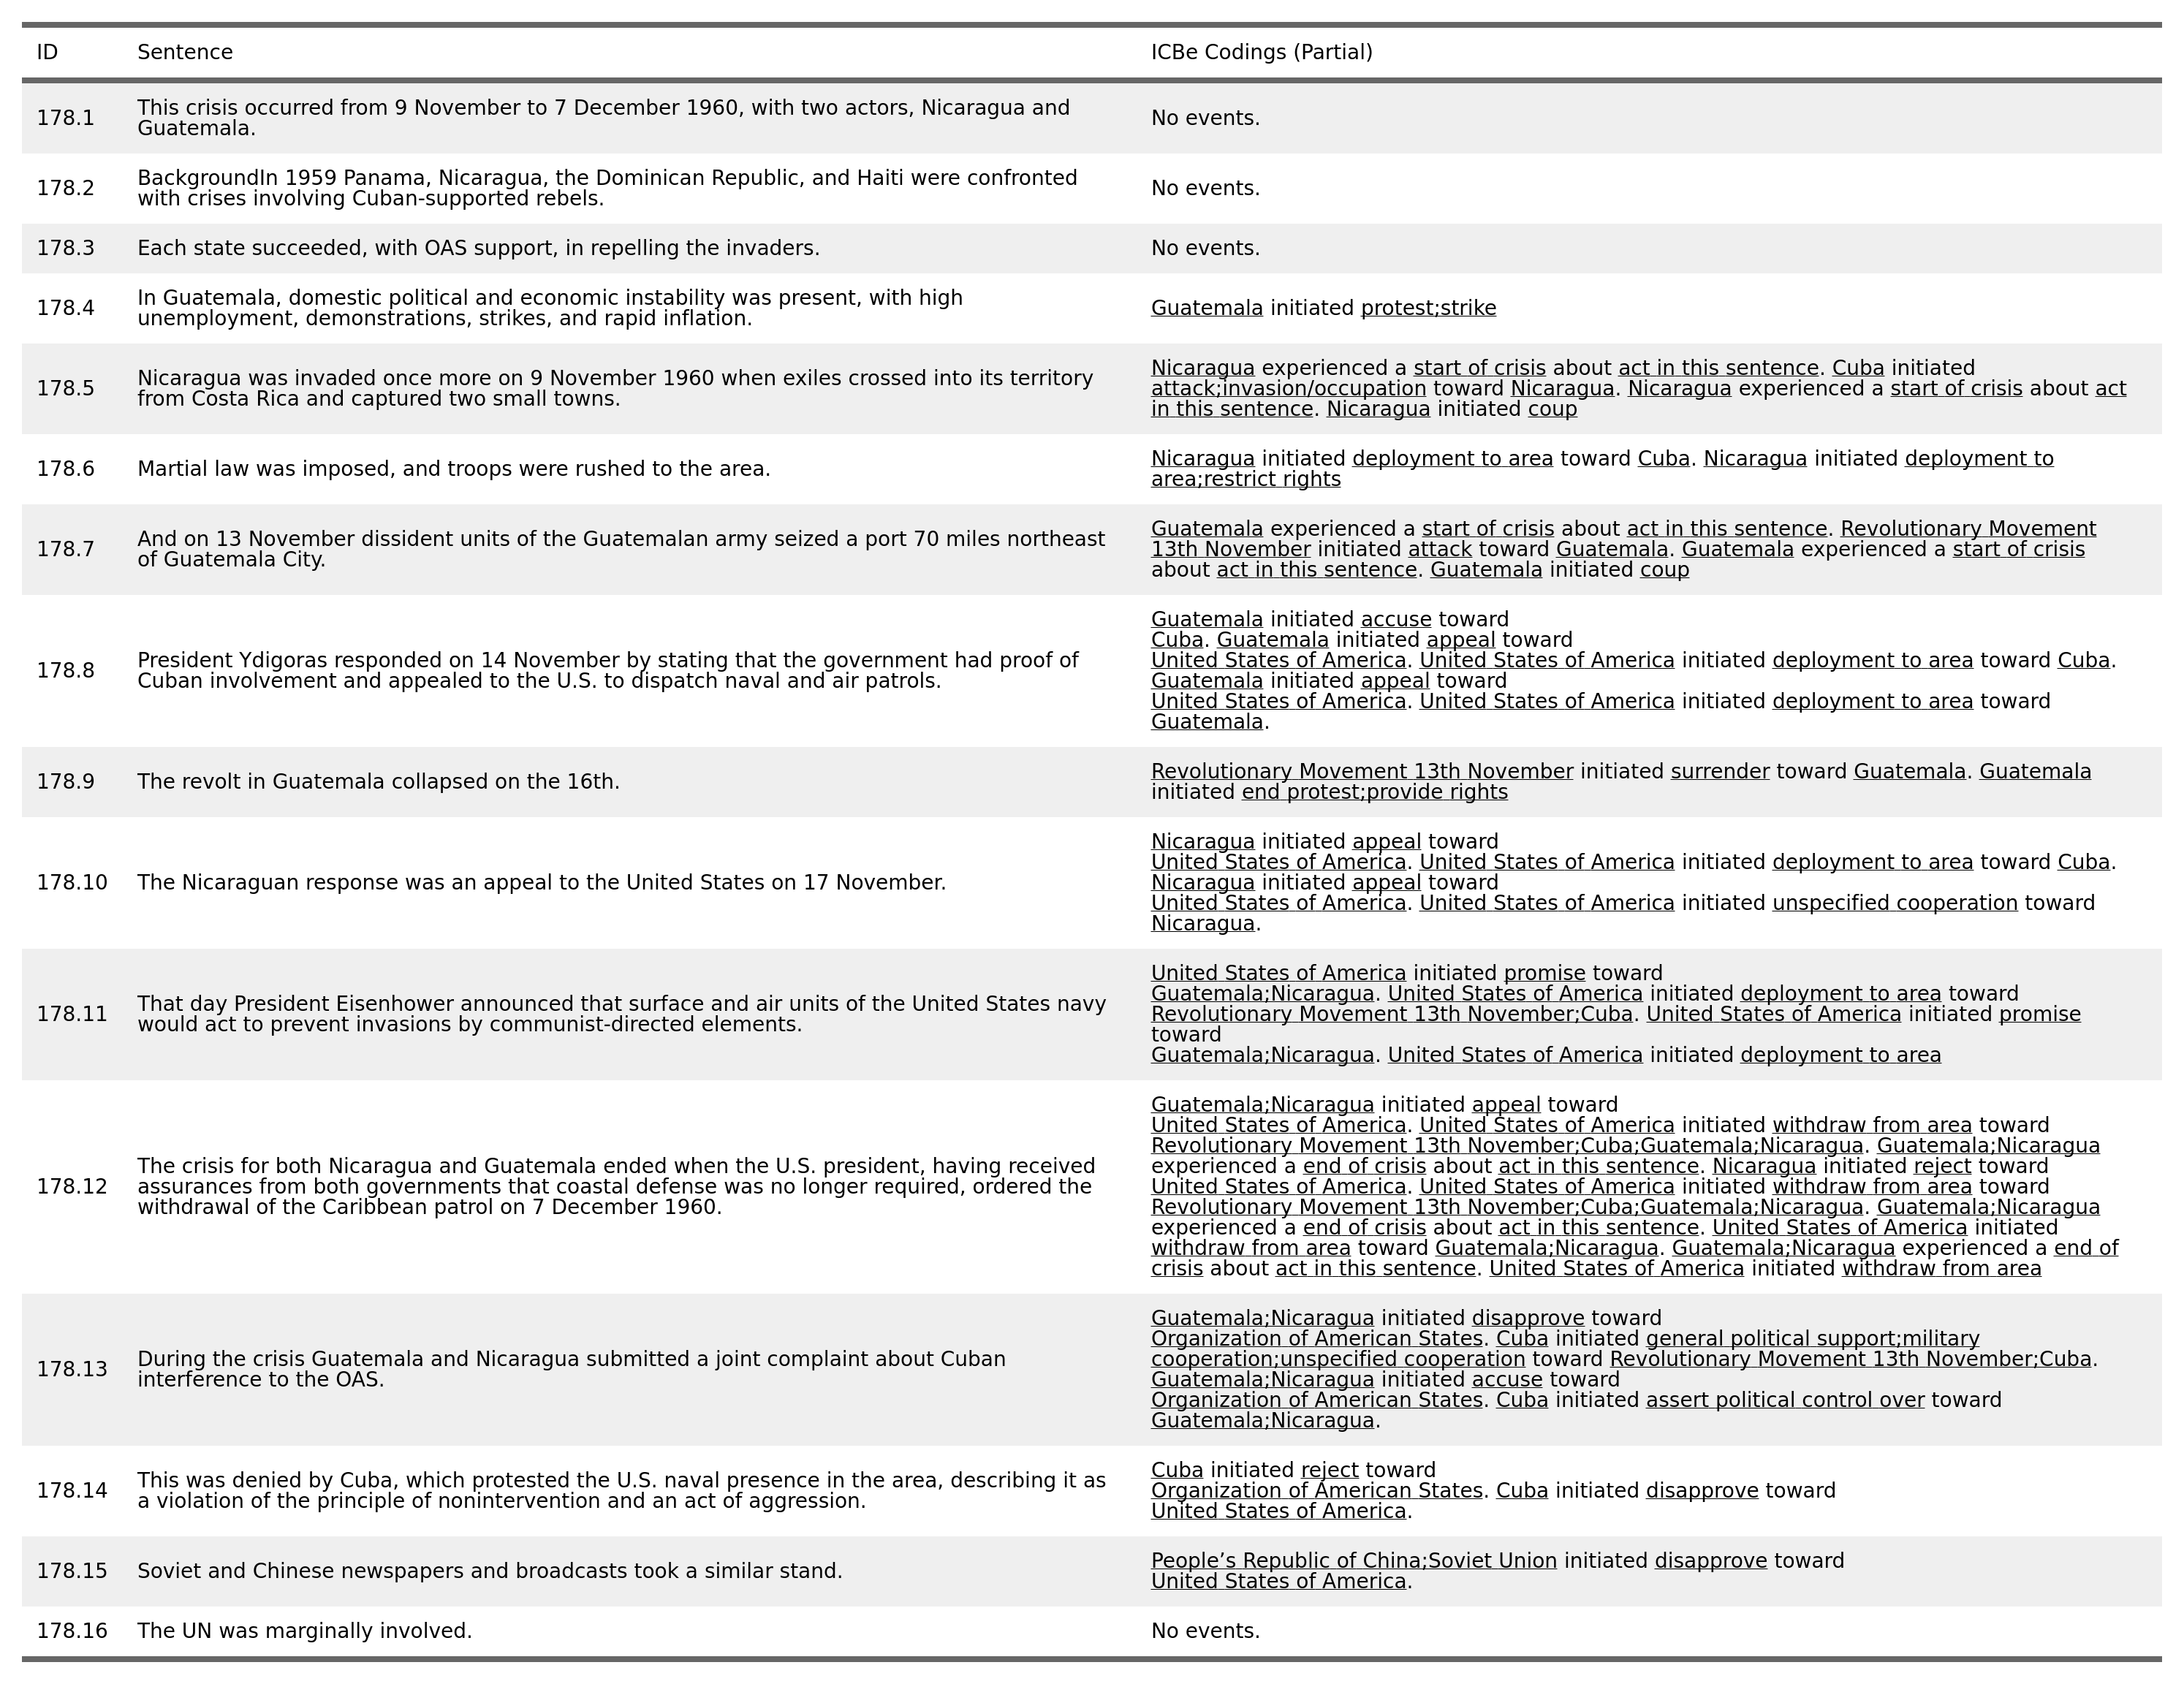 ID Sentence ICBe Codings (Partial)
178.1 This crisis occurred from 9 November to 7 December 1960, with two actors, Nicaragua and
Guatemala.
No events.
178.2 BackgroundIn 1959 Panama, Nicaragua, the Dominican Republic, and Haiti were confronted
with crises involving Cuban-supported rebels.
No events.
178.3 Each state succeeded, with OAS support, in repelling the invaders.
No events.
178.4 In Guatemala, domestic political and economic instability was present, with high
unemployment, demonstrations, strikes, and rapid inflation.
Guatemala initiated protest;strike
178.5 Nicaragua was invaded once more on 9 November 1960 when exiles crossed into its territory
from Costa Rica and captured two small towns.
Nicaragua experienced a start of crisis about act in this sentence. Cuba initiated
attack;invasion/occupation toward Nicaragua. Nicaragua experienced a start of crisis about act
in this sentence. Nicaragua initiated coup
178.6 Martial law was imposed, and troops were rushed to the area.
Nicaragua initiated deployment to area toward Cuba. Nicaragua initiated deployment to
area;restrict rights
178.7 And on 13 November dissident units of the Guatemalan army seized a port 70 miles northeast
of Guatemala City.
Guatemala experienced a start of crisis about act in this sentence. Revolutionary Movement
13th November initiated attack toward Guatemala. Guatemala experienced a start of crisis
about act in this sentence. Guatemala initiated coup
178.8 President Ydigoras responded on 14 November by stating that the government had proof of
Cuban involvement and appealed to the U.S. to dispatch naval and air patrols.
Guatemala initiated accuse toward
Cuba. Guatemala initiated appeal toward
United States of America. United States of America initiated deployment to area toward Cuba.
Guatemala initiated appeal toward
United States of America. United States of America initiated deployment to area toward
Guatemala.
178.9 The revolt in Guatemala collapsed on the 16th.
Revolutionary Movement 13th November initiated surrender toward Guatemala. Guatemala
initiated end protest;provide rights
178.10 The Nicaraguan response was an appeal to the United States on 17 November.
Nicaragua initiated appeal toward
United States of America. United States of America initiated deployment to area toward Cuba.
Nicaragua initiated appeal toward
United States of America. United States of America initiated unspecified cooperation toward
Nicaragua.
178.11 That day President Eisenhower announced that surface and air units of the United States navy
would act to prevent invasions by communist-directed elements.
United States of America initiated promise toward
Guatemala;Nicaragua. United States of America initiated deployment to area toward
Revolutionary Movement 13th November;Cuba. United States of America initiated promise
toward
Guatemala;Nicaragua. United States of America initiated deployment to area
178.12 The crisis for both Nicaragua and Guatemala ended when the U.S. president, having received
assurances from both governments that coastal defense was no longer required, ordered the
withdrawal of the Caribbean patrol on 7 December 1960.
Guatemala;Nicaragua initiated appeal toward
United States of America. United States of America initiated withdraw from area toward
Revolutionary Movement 13th November;Cuba;Guatemala;Nicaragua. Guatemala;Nicaragua
experienced a end of crisis about act in this sentence. Nicaragua initiated reject toward
United States of America. United States of America initiated withdraw from area toward
Revolutionary Movement 13th November;Cuba;Guatemala;Nicaragua. Guatemala;Nicaragua
experienced a end of crisis about act in this sentence. United States of America initiated
withdraw from area toward Guatemala;Nicaragua. Guatemala;Nicaragua experienced a end of
crisis about act in this sentence. United States of America initiated withdraw from area
178.13 During the crisis Guatemala and Nicaragua submitted a joint complaint about Cuban
interference to the OAS.
Guatemala;Nicaragua initiated disapprove toward
Organization of American States. Cuba initiated general political support;military
cooperation;unspecified cooperation toward Revolutionary Movement 13th November;Cuba.
Guatemala;Nicaragua initiated accuse toward
Organization of American States. Cuba initiated assert political control over toward
Guatemala;Nicaragua.
178.14 This was denied by Cuba, which protested the U.S. naval presence in the area, describing it as
a violation of the principle of nonintervention and an act of aggression.
Cuba initiated reject toward
Organization of American States. Cuba initiated disapprove toward
United States of America.
178.15 Soviet and Chinese newspapers and broadcasts took a similar stand.
People’s Republic of China;Soviet Union initiated disapprove toward
United States of America.
178.16 The UN was marginally involved.
No events.